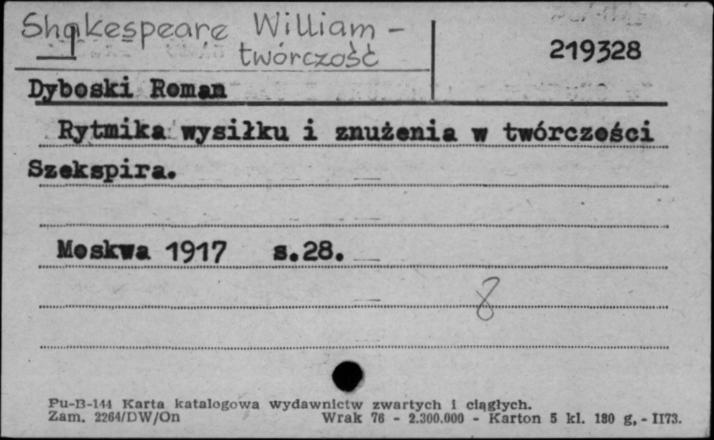 Shakespeare William -
twórczość
219328
Dyboski Roman
Rytmika wysiłku i znużenia w twórczości
Szekspira.
Moskwa 1917 s.28.
8
Pu-B-144 Karta katalogowa wydawnictw zwartych i ciągłych.
Zam. 2264/DW/On Wrak 76 - 2.300.000 - Karton 5 kl. 180 g, - II73.